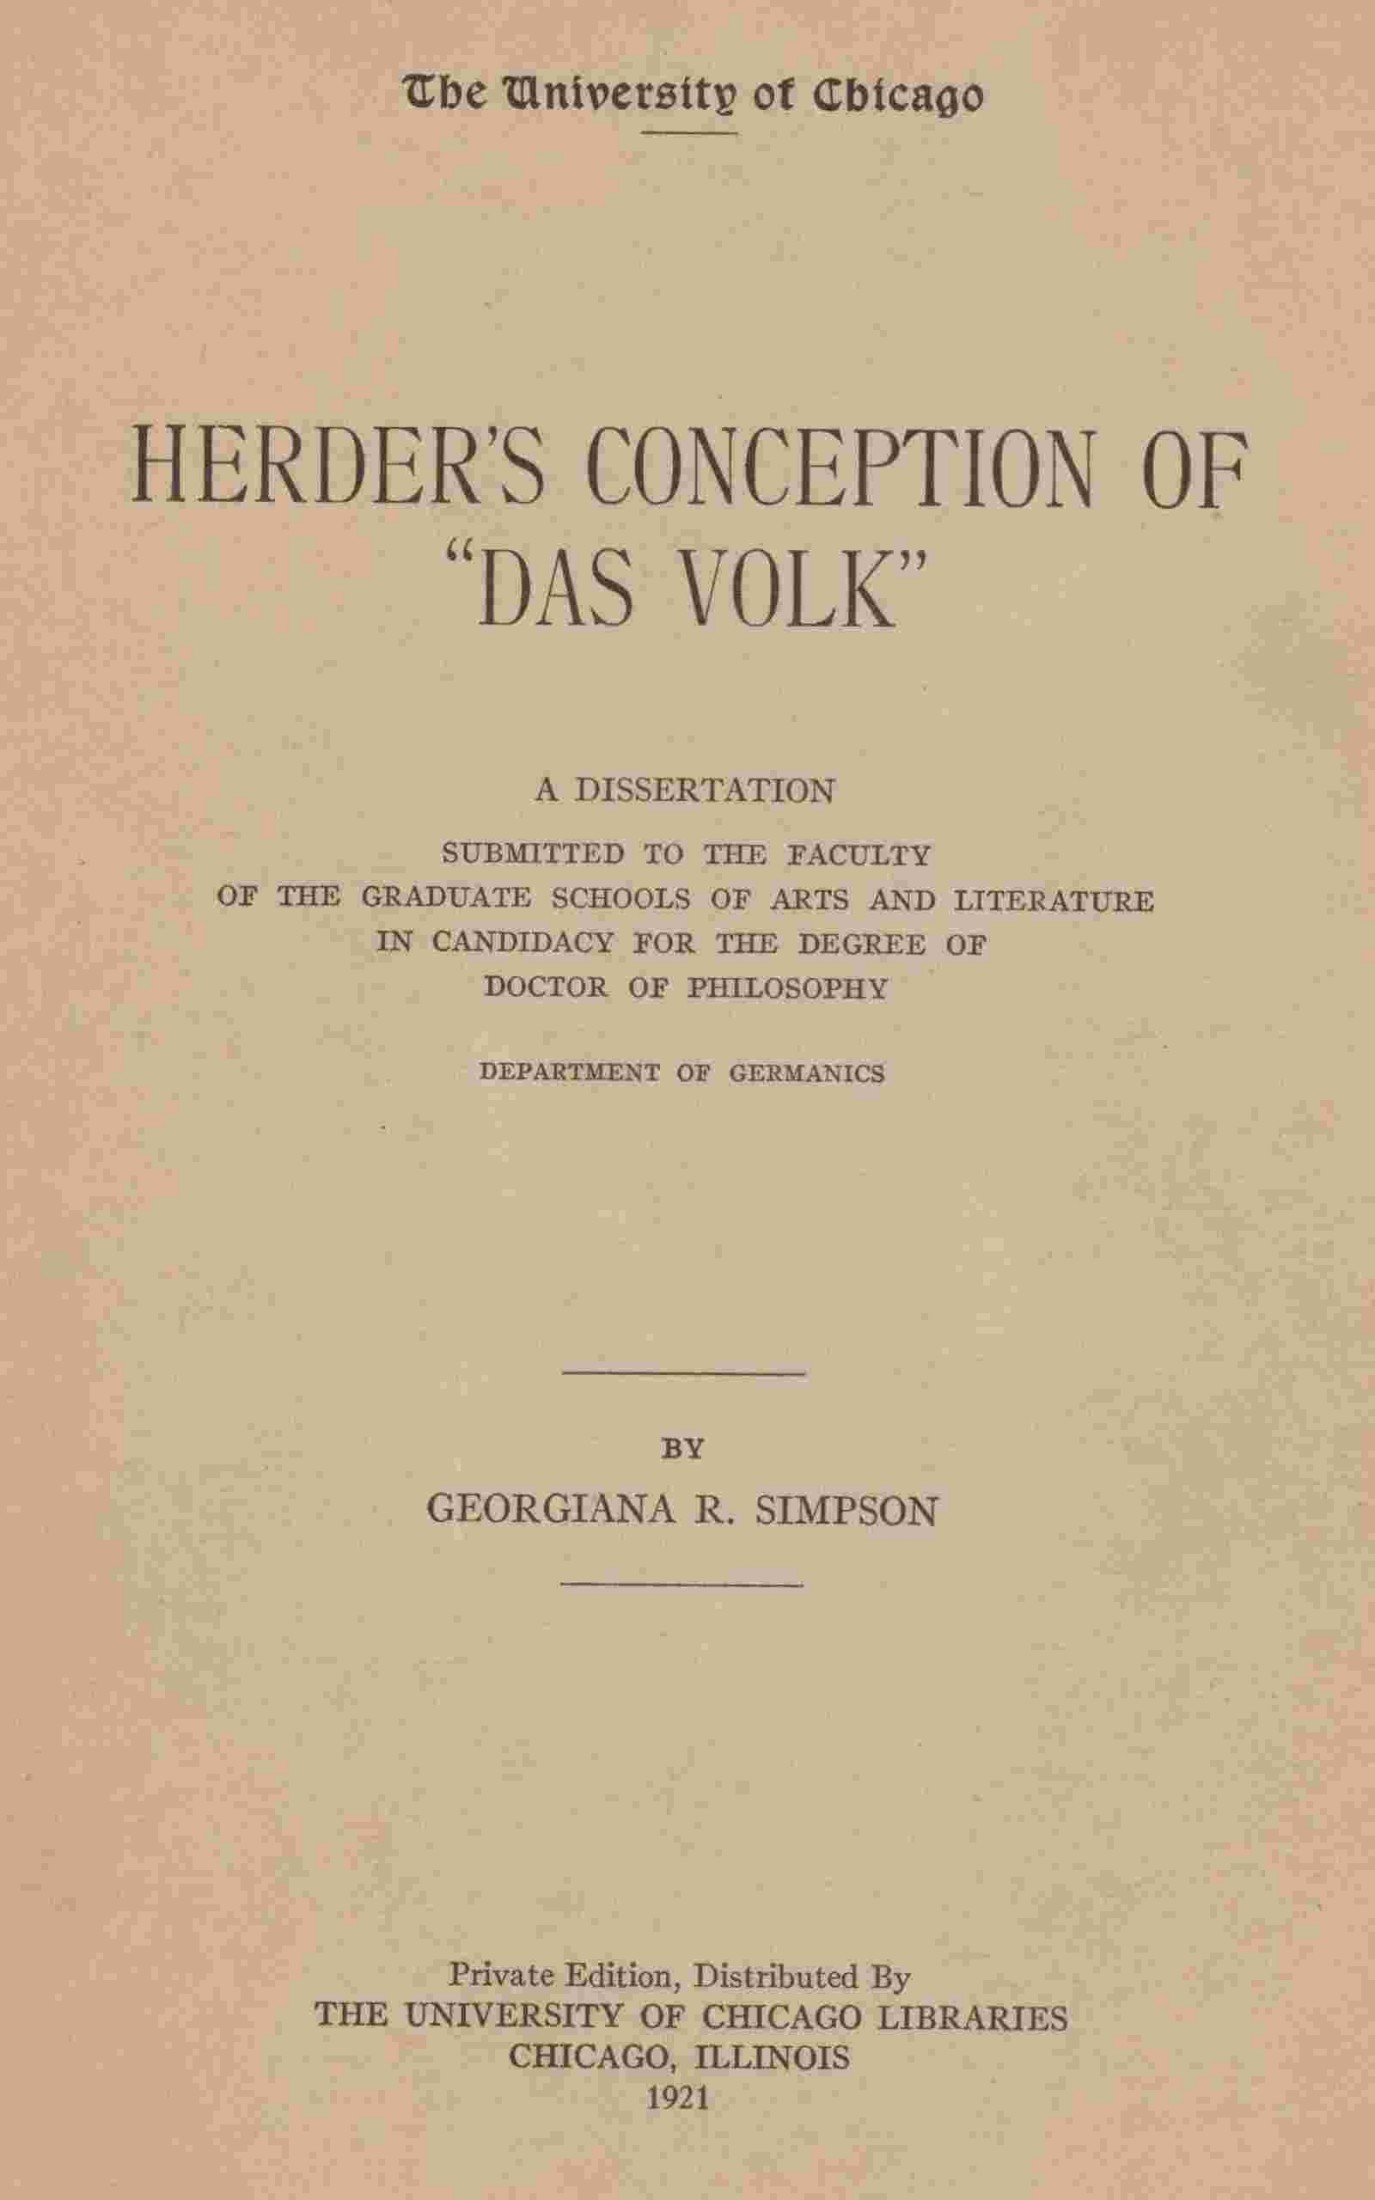 The University of Chicago
HERDER'S CONCEPTION OF
“DAS VOLK”
A DISSERTATION
SUBMITTED TO THE FACULTY
OF THE GRADUATE SCHOOLS OF ARTS AND LITERATURE
IN CANDIDACY FOR THE DEGREE OF
DOCTOR OF PHILOSOPHY
DEPARTMENT OF GERMANICS
BY
GEORGIANA R. SIMPSON
Private Edition, Distributed By
THE UNIVERSITY OF CHICAGO LIBRARIES
CHICAGO, ILLINOIS
1921